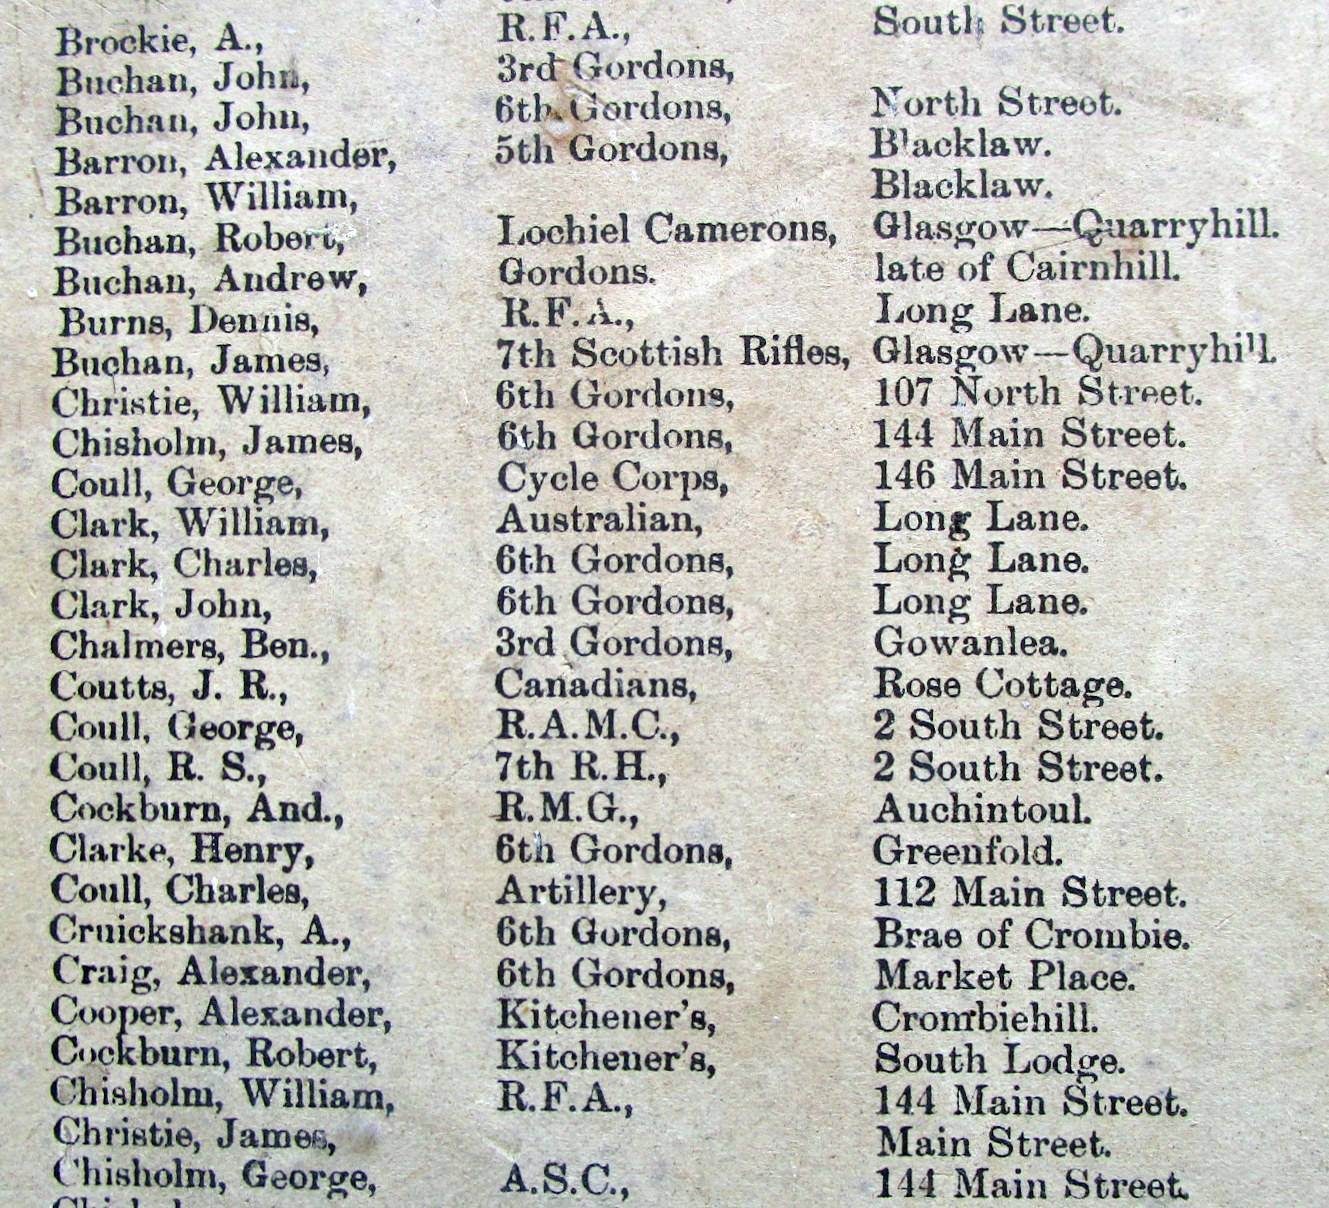 Brockie, A., R.F.A., South Street.
Buchan, John, 3rd Gordons,
Buchan, John, 6th Gordons, North Street.
Barron, Alexander, 5th Gordons, Blacklaw.
Barron, William, Blacklaw.
Buchan, Robert, Lochiel Camerons, Glasgow—Quarryhill.
Buchan, Andrew, Gordons. late of Cairnhill.
Burns, Dennis, R.F.A., Long Lane.
Buchan, James, 7th Scottish Rifles, Glasgow—Quarryhill.
Christie, William, 6th Gordons, 107 North Street.
Chisholm, James, 6th Gordons, 144 Main Street.
Coull, George, Cycle Corps, 146 Main Street.
Clark, William, Australian, Long Lane.
Clark, Charles, 6th Gordons, Long Lane.
Clark, John, 6th Gordons, Long Lane.
Chalmers, Ben., 3rd Gordons, Gowanlea.
Coutts, J. R., Canadians, Rose Cottage.
Coull, George, R.A.M.C., 2 South Street.
Coull, R. S., 7th R.H., 2 South Street.
Cockburn, And., R.M.G., Auchintoul.
Clarke, Henry, 6th Gordons, Greenfold.
Coull, Charles, Artillery, 112 Main Street.
Cruickshank, A., 6th Gordons, Brae of Crombie.
Craig, Alexander, 6th Gordons, Market Place.
Cooper, Alexander, Kitchener's, Crombiehill.
Cockburn, Robert, Kitchener's, South Lodge.
Chisholm, William, R.F.A., 144 Main Street.
Christie, James, Main Street.
Chisholm, George, A.S.C., 144 Main Street.